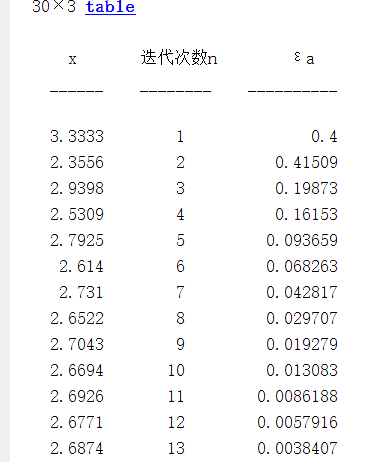 30×3 table
x 迭代次数n εa
------ -------- ----------
3.3333 1 0.4
2.3556 2 0.41509
2.9398 3 0.19873
2.5309 4 0.16153
2.7925 5 0.093659
2.614 6 0.068263
2.731 7 0.042817
2.6522 8 0.029707
2.7043 9 0.019279
2.6694 10 0.013083
2.6926 11 0.0086188
2.6771 12 0.0057916
2.6874 13 0.0038407